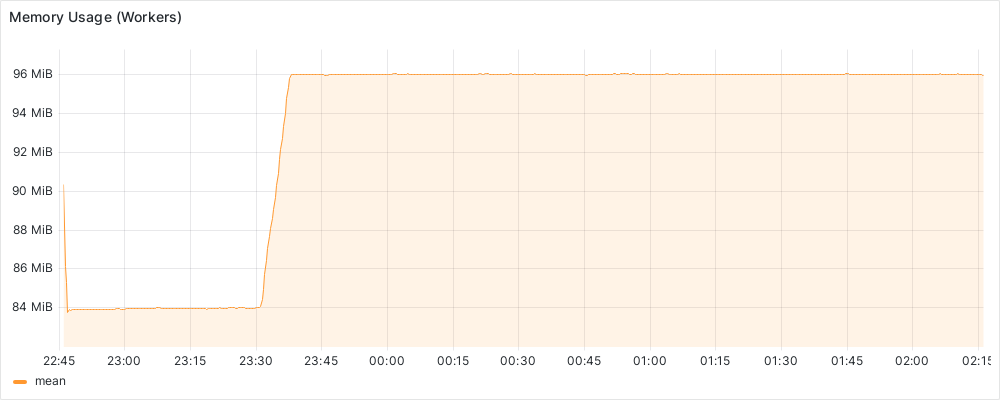 Memory Usage (Workers)
96 MiB
94 MiB
92 MiB
90 MiB
88 MiB
86 MiB
84 MiB
22:45 23:00 23:15 23:30 23:45 00:00 00:15 00:30 00:45 01:00 01:15 01:30 01:45 02:00 02:15
mean